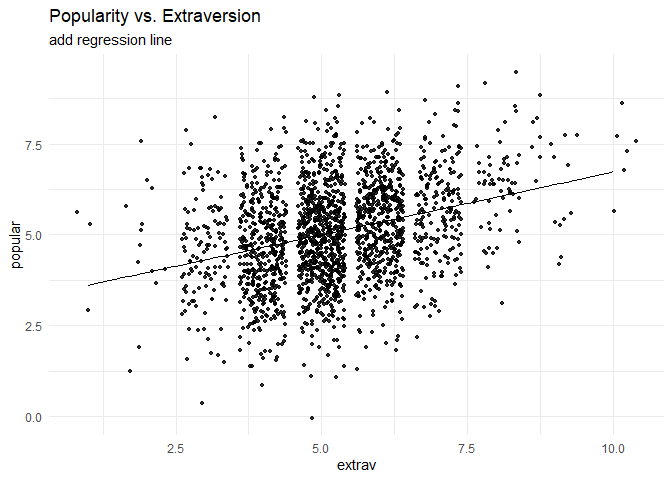 Popularity vs. Extraversion
add regression line
popular
7.5
5.0
2.5
0.0
2.5 5.0 7.5 10.0
extrav